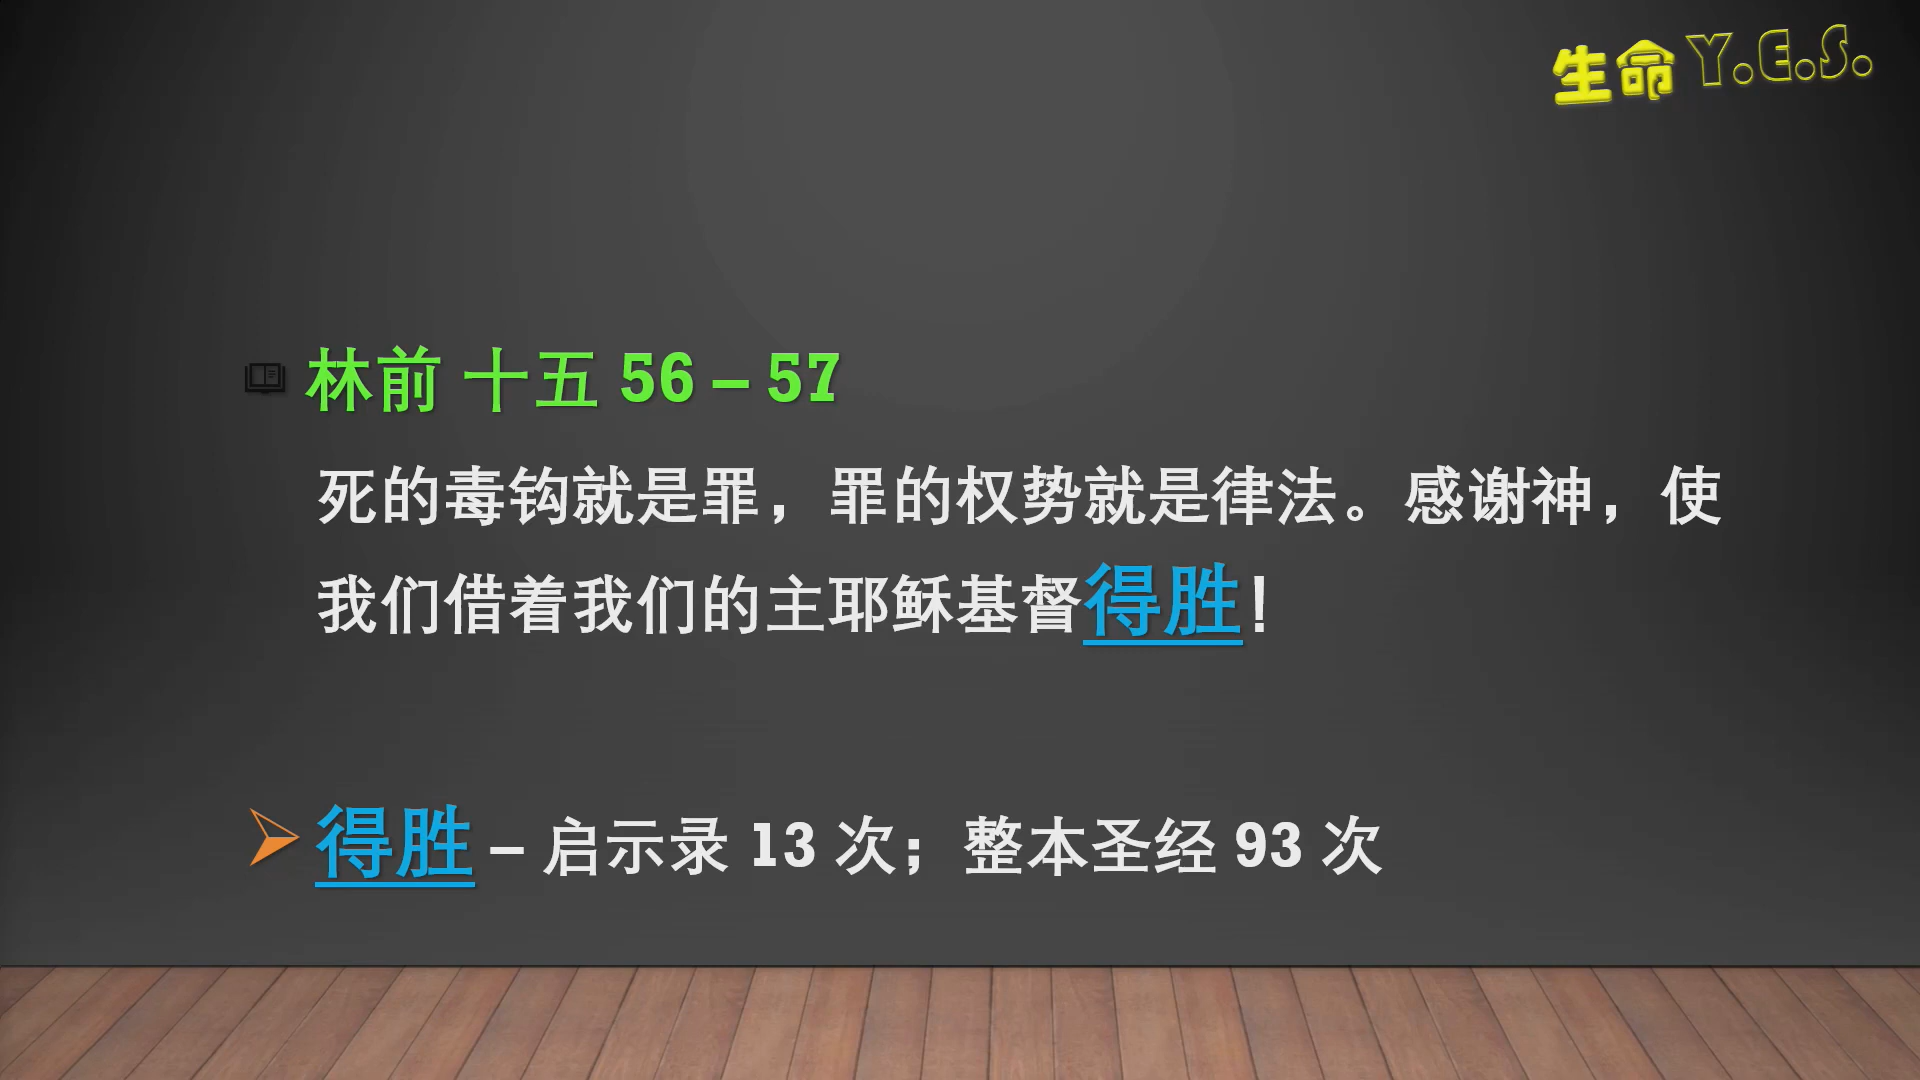 生命 Y.E.S.
林前 十五 56 – 57
死的毒钩就是罪，罪的权势就是律法。感谢神，使
我们借着我们的主耶稣基督得胜！
得胜 – 启示录 13 次；整本圣经 93 次